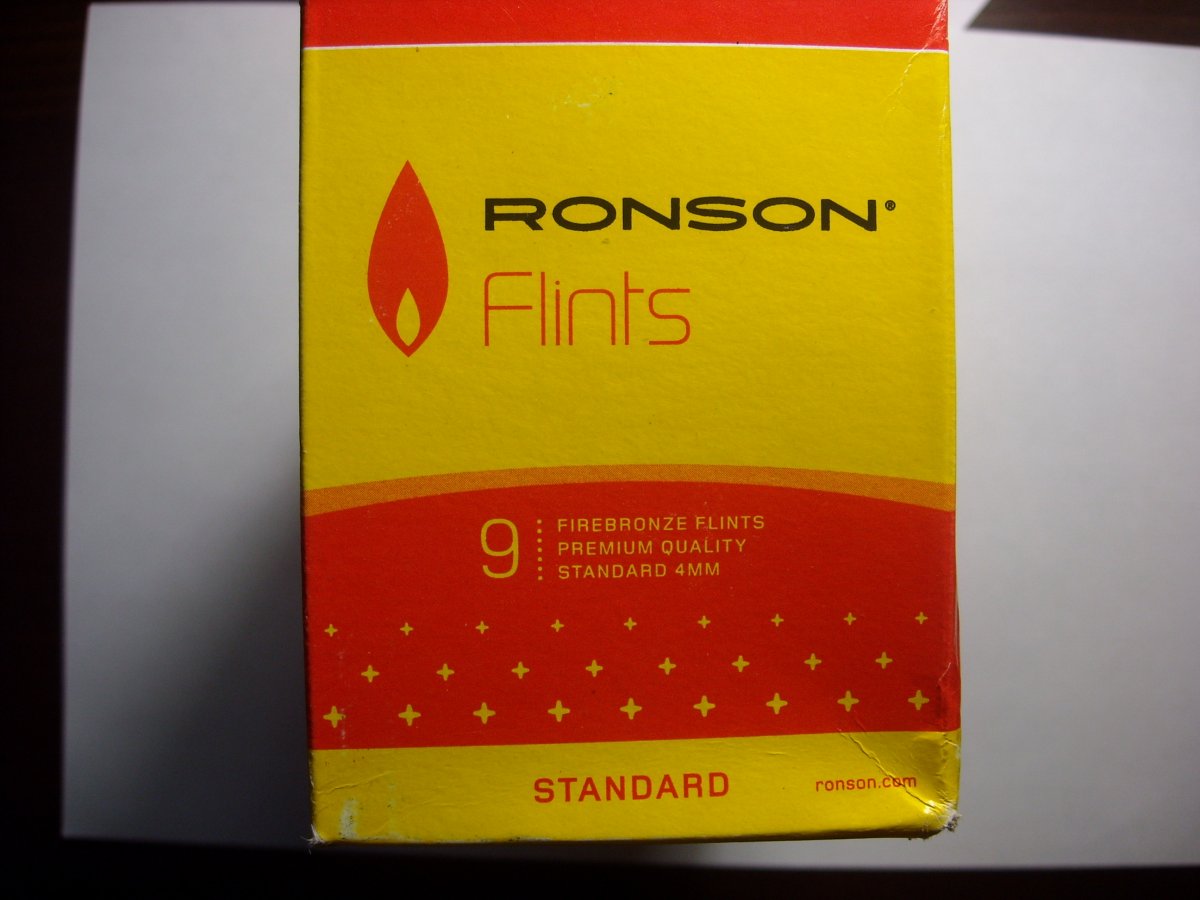 RONSON®
Flints
9
FIREBRONZE FLINTS
PREMIUM QUALITY
STANDARD 4MM
STANDARD
ronson.com